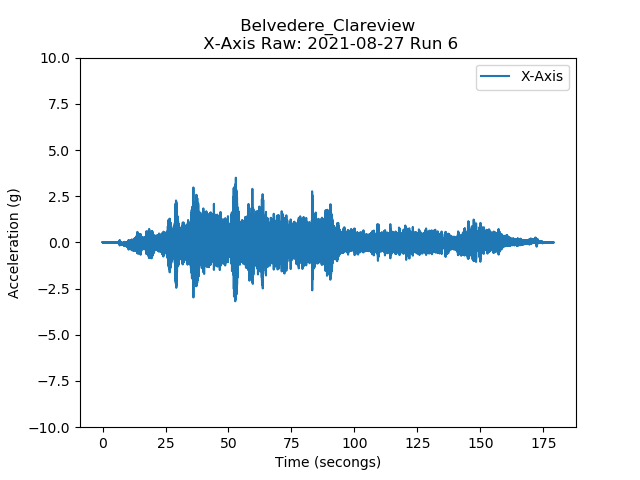 Belvedere_Clareview
X-Axis Raw: 2021-08-27 Run 6
X-Axis
10.0
7.5
5.0
2.5
0.0
−2.5
−5.0
−7.5
−10.0
Acceleration (g)
0 25 50 75 100 125 150 175
Time (secongs)